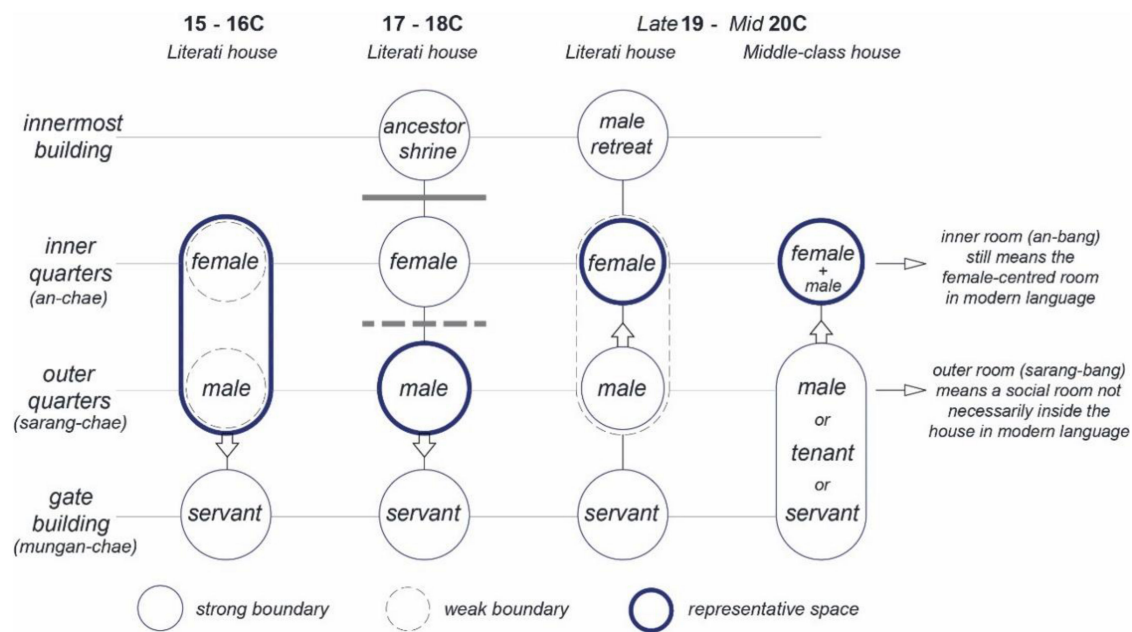 15 - 16C
Literati house
17 - 18C
Literati house
Late 19 - Mid 20C
Literati house
Middle-class house
innermost
building
ancestor
shrine
male
retreat
inner
quarters
(an-chae)
female
female
female
female
+
male
inner room (an-bang)
still means the
female-centred room
in modern language
outer
quarters
(sarang-chae)
male
male
male
male
or
tenant
or
servant
outer room (sarang-bang)
means a social room not
necessarily inside the
house in modern language
gate
building
(mungan-chae)
servant
servant
servant
strong boundary
weak boundary
representative space